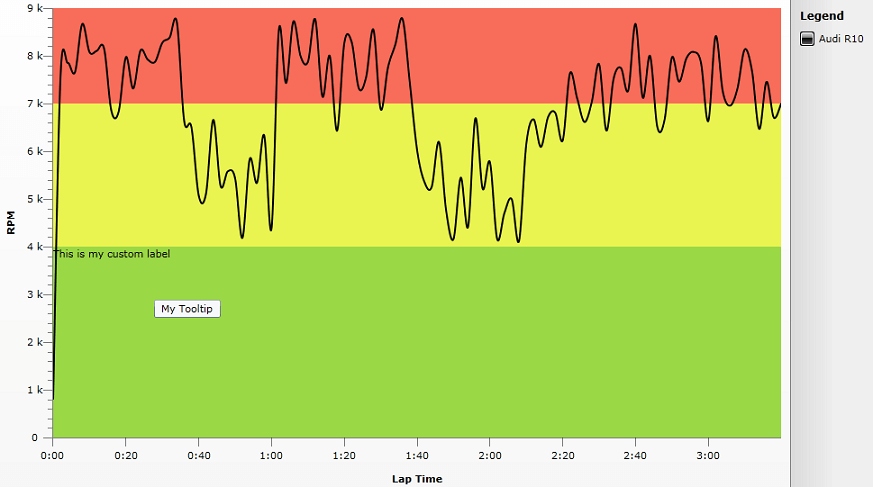 9 k
8 k
7 k
6 k
5 k
4 k
3 k
2 k
1 k
0
RPM
This is my custom label
My Tooltip
0:00 0:20 0:40 1:00 1:20 1:40 2:00 2:20 2:40 3:00
Lap Time
Legend
Audi R10